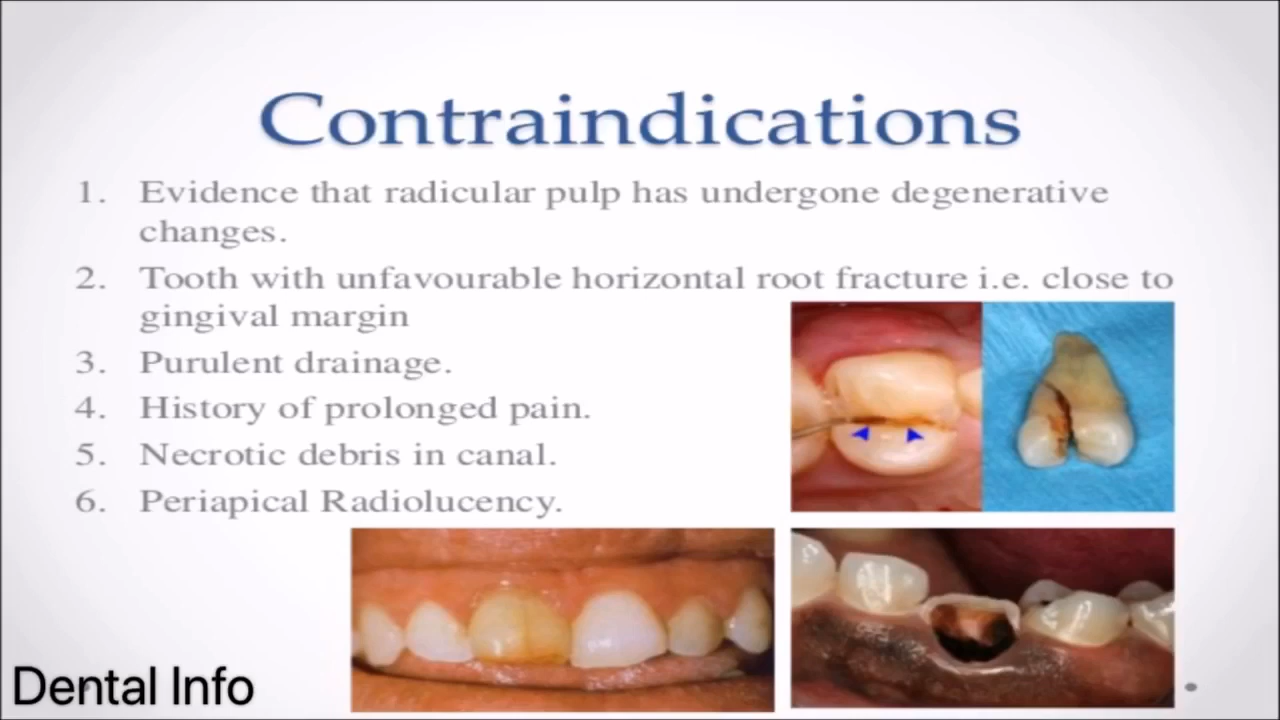 Contraindications
1. Evidence that radicular pulp has undergone degenerative
changes.
2. Tooth with unfavourable horizontal root fracture i.e. close to
gingival margin
3. Purulent drainage.
4. History of prolonged pain.
5. Necrotic debris in canal.
6. Periapical Radiolucency.
Dental Info